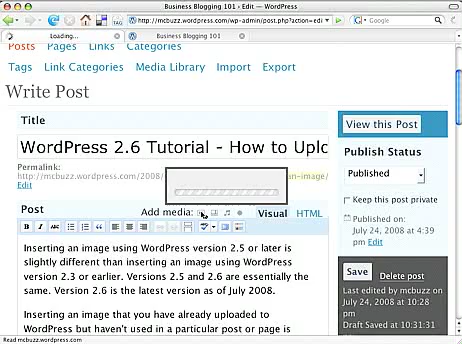 Business Blogging 101 › Edit — WordPress
http://mcbuzz.wordpress.com/wp-admin/post.php?action=edi
Google
Loading...
Business Blogging 101
Posts Pages Links Categories
Tags Link Categories Media Library Import Export
Write Post
Title
WordPress 2.6 Tutorial - How to Uplo
Permalink:
http://mcbuzz.wordpress.com/2008/
an-image/
Edit
Post
Add media:
Visual
HTML
B I ABC
Inserting an image using WordPress version 2.5 or later is
slightly different than inserting an image using WordPress
version 2.3 or earlier. Versions 2.5 and 2.6 are essentially the
same. Version 2.6 is the latest version as of July 2008.
Inserting an image that you have already uploaded to
WordPress but haven't used in a particular post or page is
View this Post
Publish Status
Published
Keep this post private
Published on:
July 24, 2008 at 4:39
pm Edit
Save Delete post
Last edited by mcbuzz on
July 24, 2008 at 10:28
pm
Draft Saved at 10:31:31
Read mcbuzz.wordpress.com